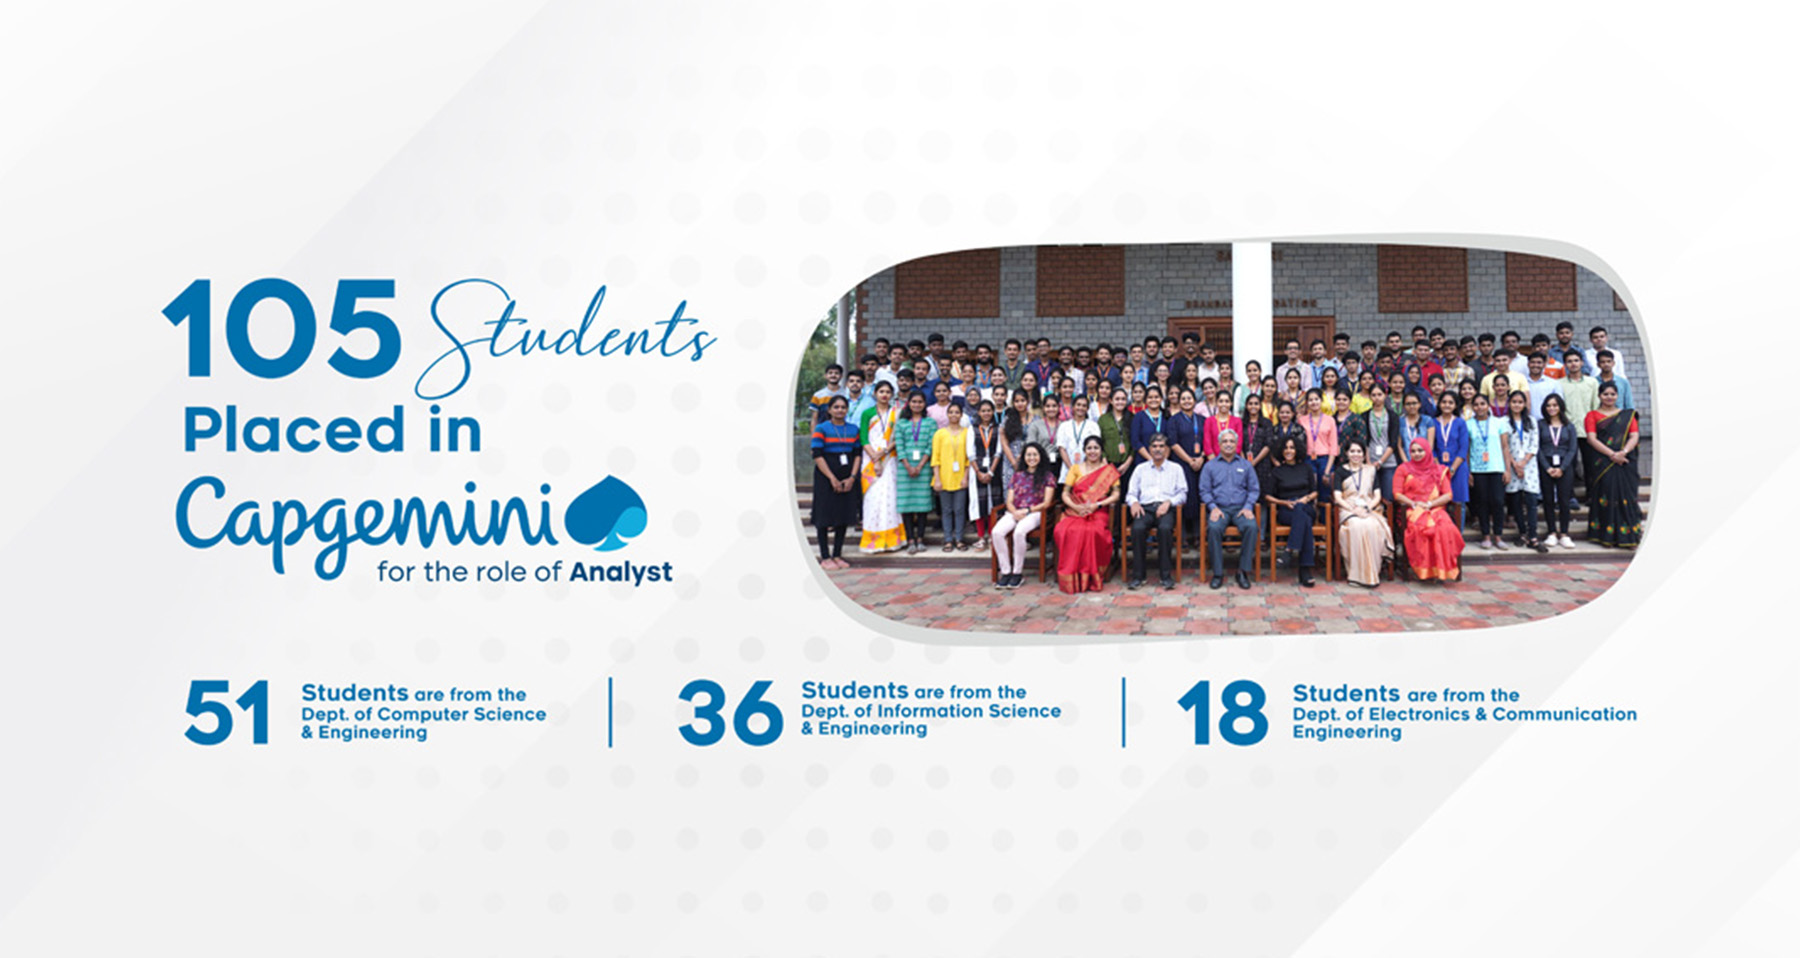 105 Students
Placed in
Capgemini
for the role of Analyst
51
Students are from the
Dept. of Computer Science
& Engineering
36
Students are from the
Dept. of Information Science
& Engineering
18
Students are from the
Dept. of Electronics & Communication
Engineering